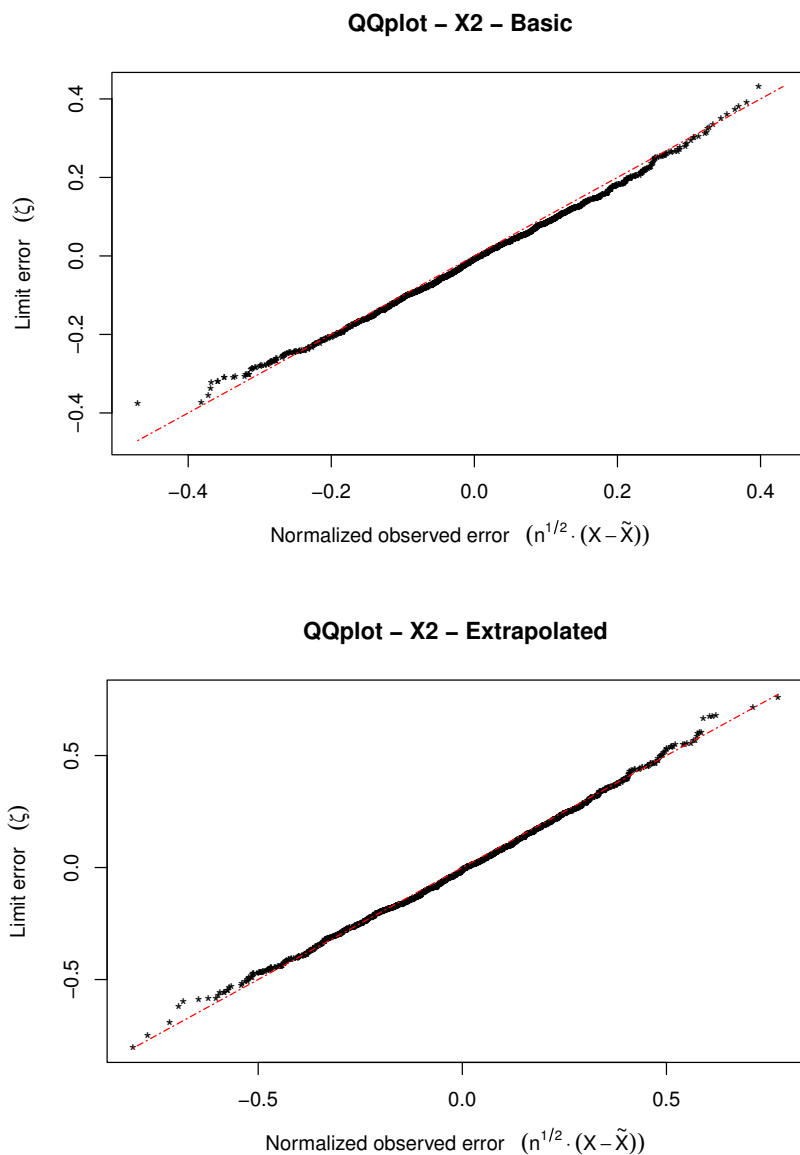 QQplot − X2 − Basic
0.4
0.2
0.0
−0.2
−0.4
Limit error (ζ)
−0.4 −0.2 0.0 0.2 0.4
Normalized observed error (n^{1/2} · (X − X̃))
QQplot − X2 − Extrapolated
0.5
0.0
−0.5
Limit error (ζ)
−0.5 0.0 0.5
Normalized observed error (n^{1/2} · (X − X̃))